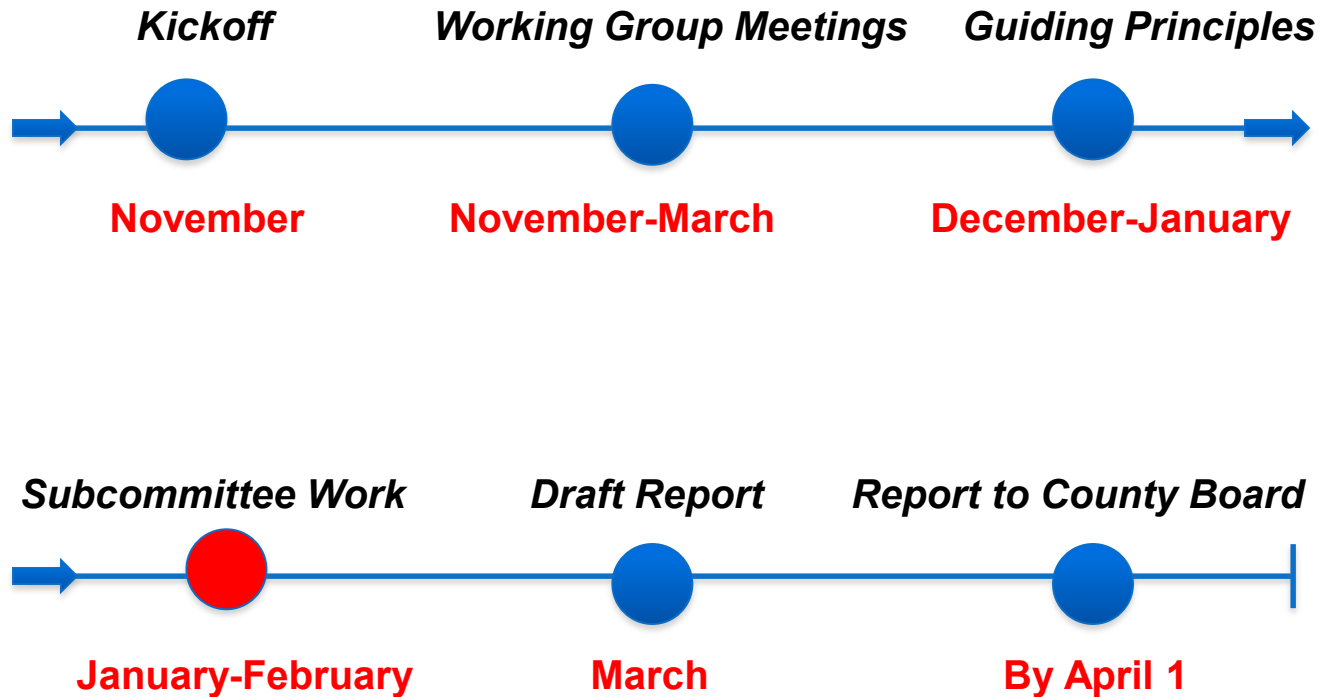 Kickoff
Working Group Meetings
Guiding Principles
November
November-March
December-January
Subcommittee Work
Draft Report
Report to County Board
January-February
March
By April 1